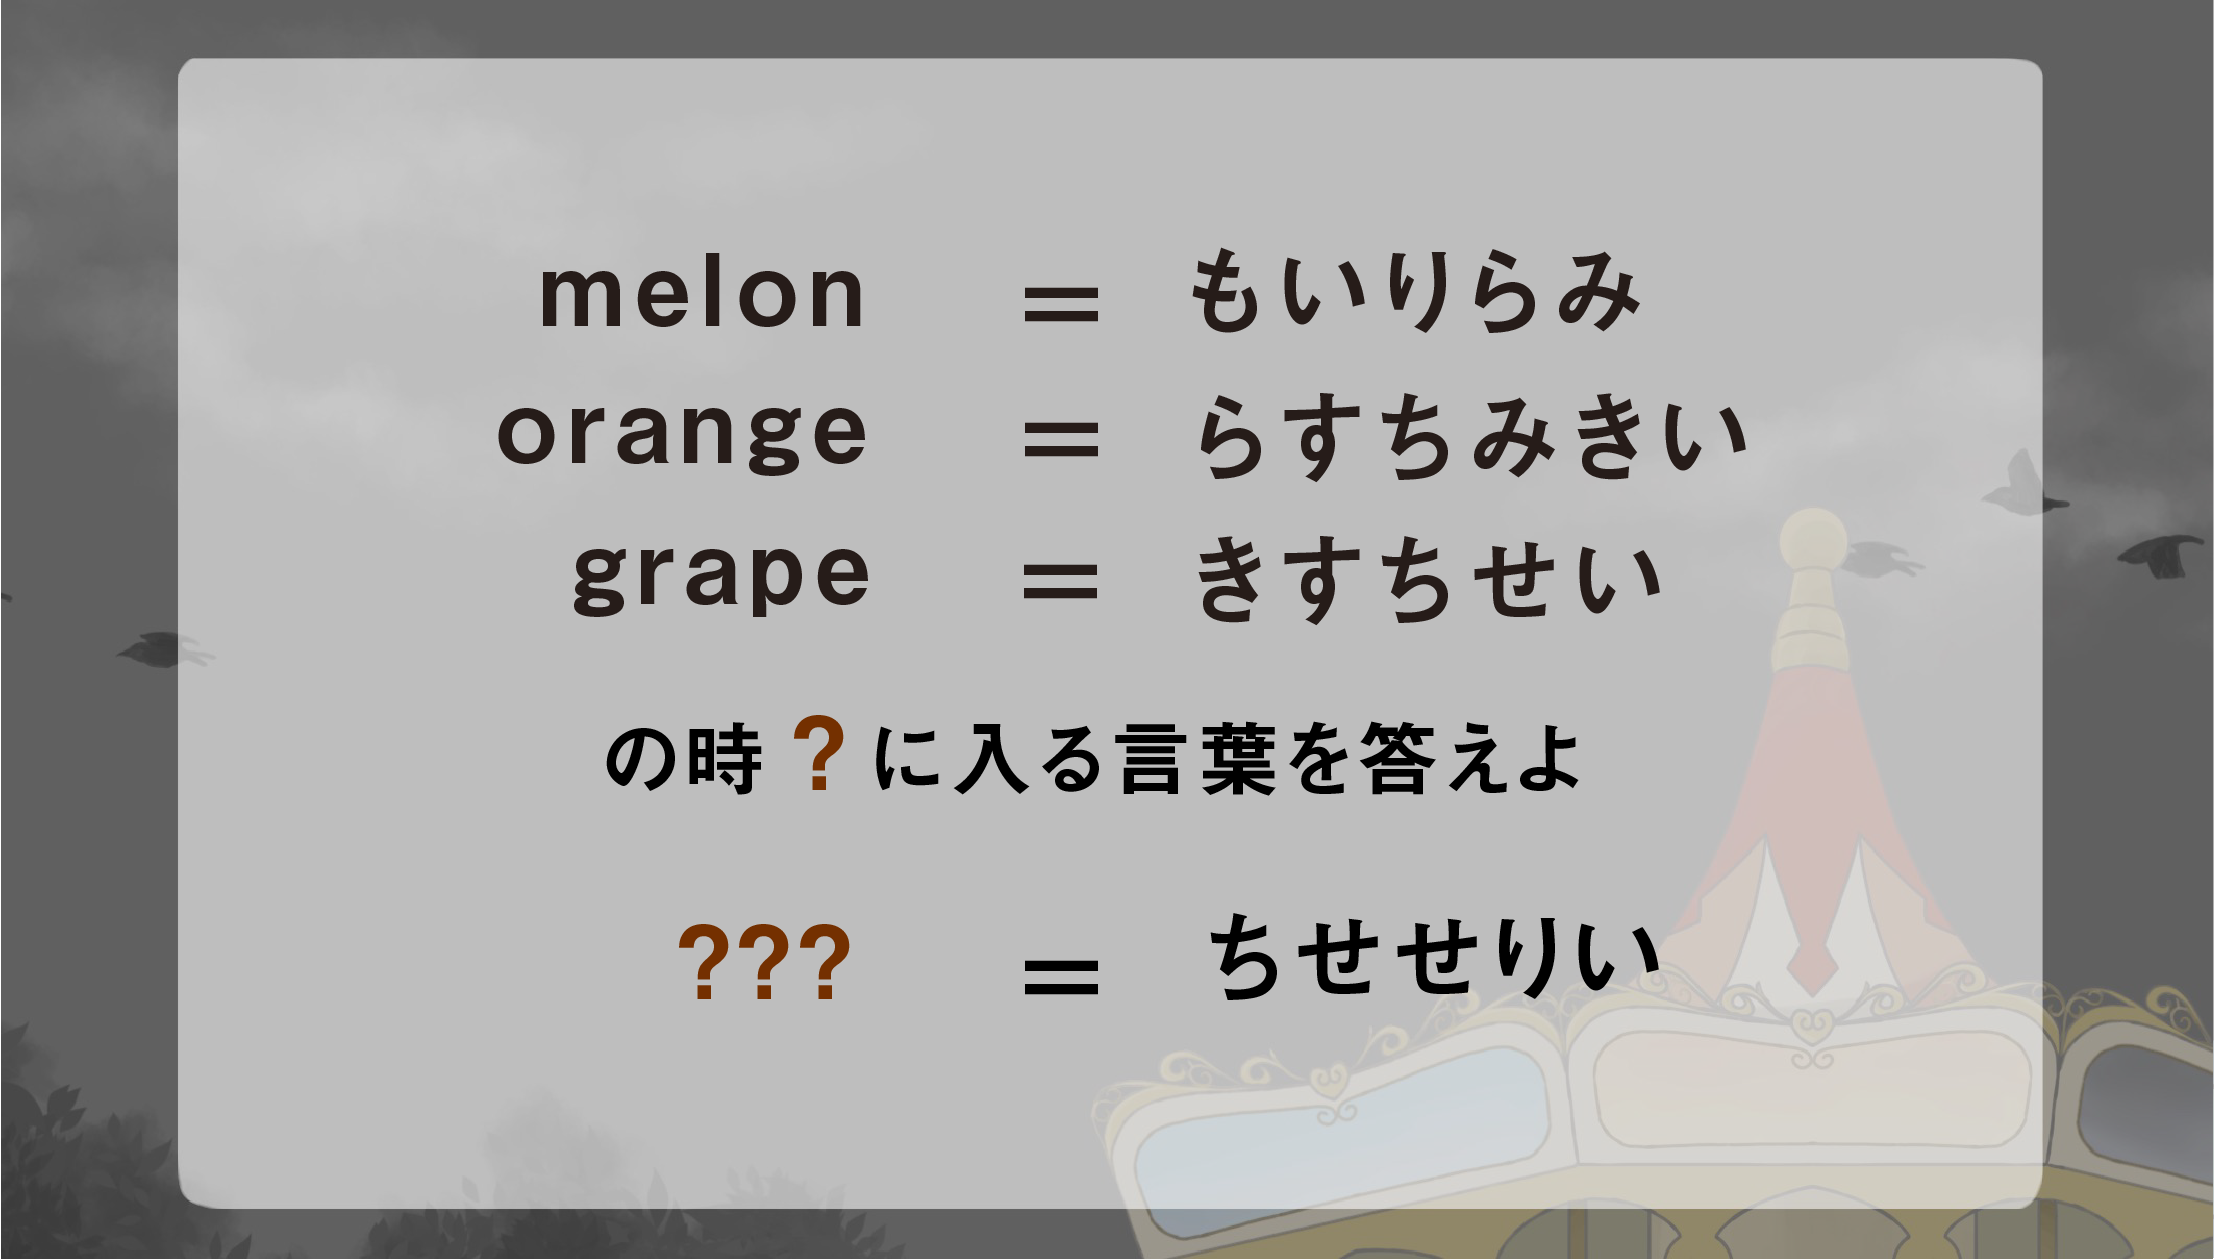 melon = もいりらみ
orange = らすちみきい
grape = きすちせい
の時？に入る言葉を答えよ
??? = ちせせりい